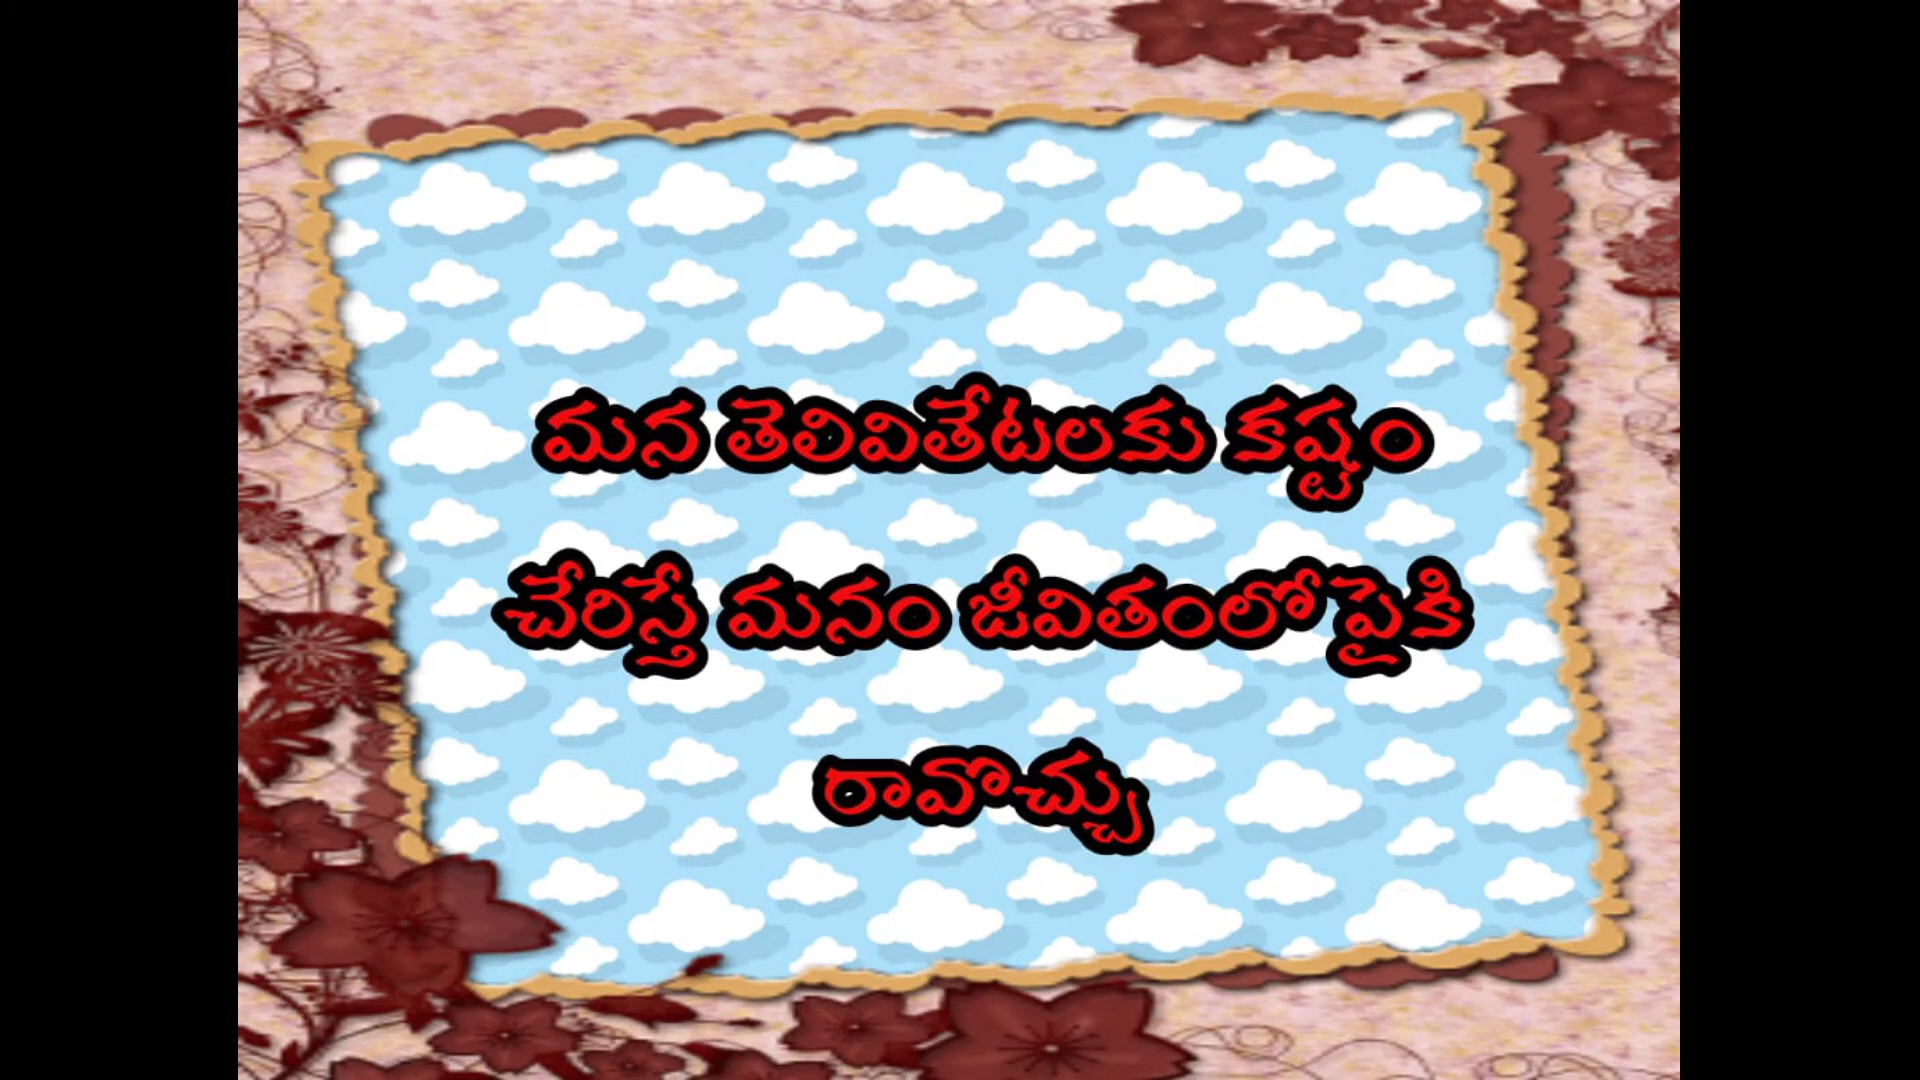 మన తెలివితేటలకు కష్టం
చేరిస్తే మనం జీవితంలో పైకి
రావొచ్చు